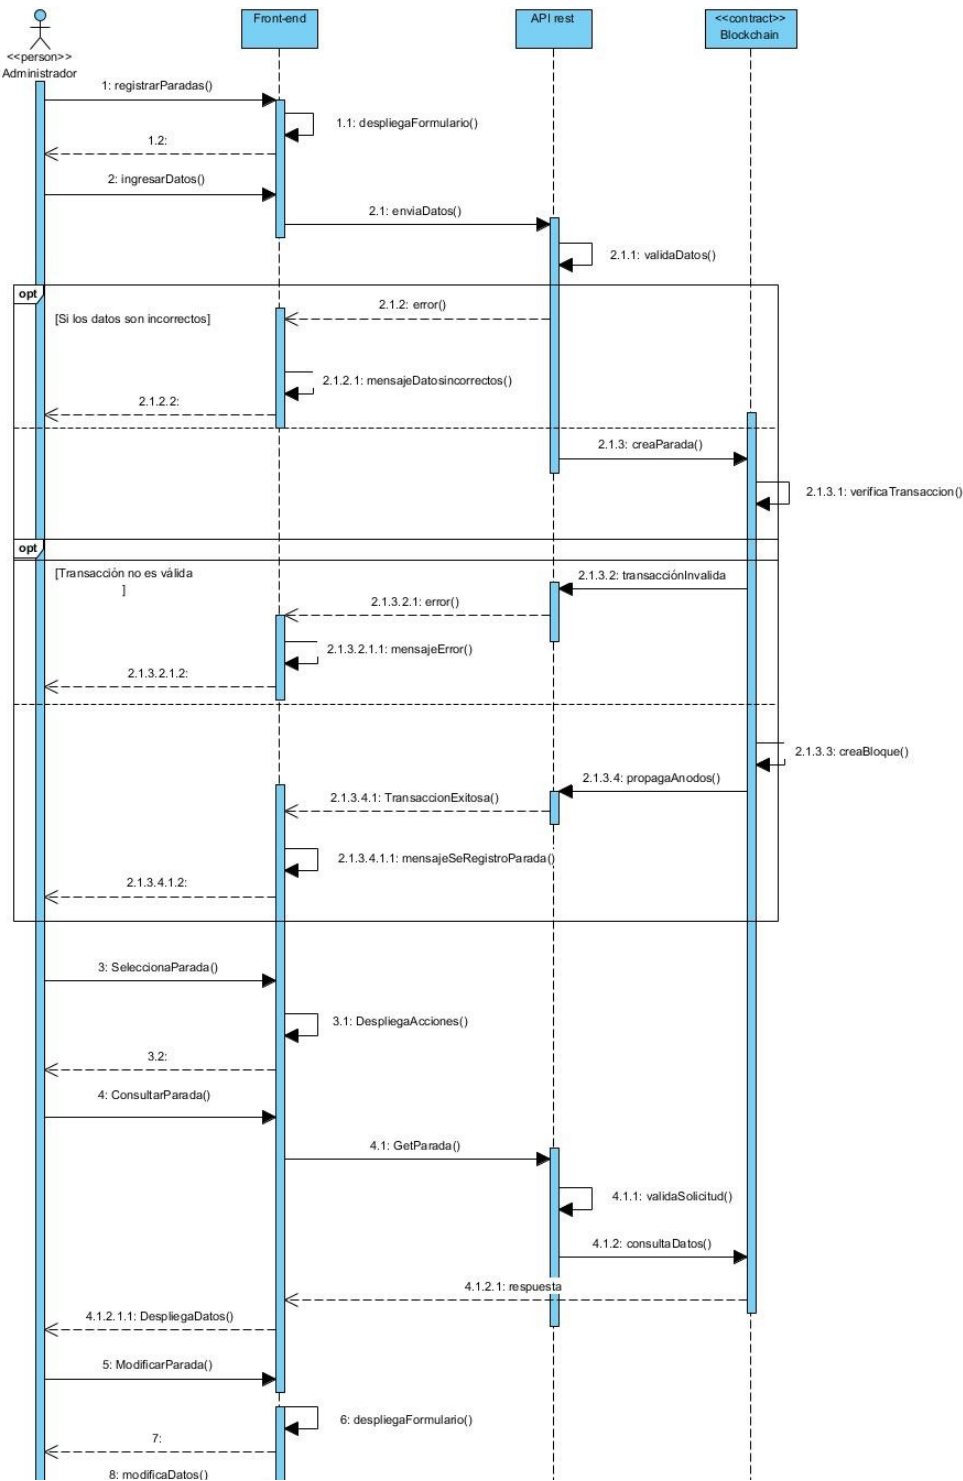 Front-end
API rest
<<contract>>
Blockchain
<<person>>
Administrador
1: registrarParadas()
1.1: despliegaFormulario()
1.2:
2: ingresarDatos()
2.1: enviaDatos()
2.1.1: validaDatos()
opt
2.1.2: error()
[Si los datos son incorrectos]
2.1.2.1: mensajeDatosincorrectos()
2.1.2.2:
2.1.3: creaParada()
2.1.3.1: verificaTransaccion()
opt
[Transacción no es válida
]
2.1.3.2: transacciónInvalida
2.1.3.2.1: error()
2.1.3.2.1.1: mensajeError()
2.1.3.2.1.2:
2.1.3.3: creaBloque()
2.1.3.4: propagaAnodos()
2.1.3.4.1: TransaccionExitosa()
2.1.3.4.1.1: mensajeSeRegistroParada()
2.1.3.4.1.2:
3: SeleccionaParada()
3.1: DespliegaAcciones()
3.2:
4: ConsultarParada()
4.1: GetParada()
4.1.1: validaSolicitud()
4.1.2: consultaDatos()
4.1.2.1: respuesta
4.1.2.1.1: DespliegaDatos()
5: ModificarParada()
6: despliegaFormulario()
7:
8: modificaDatos()